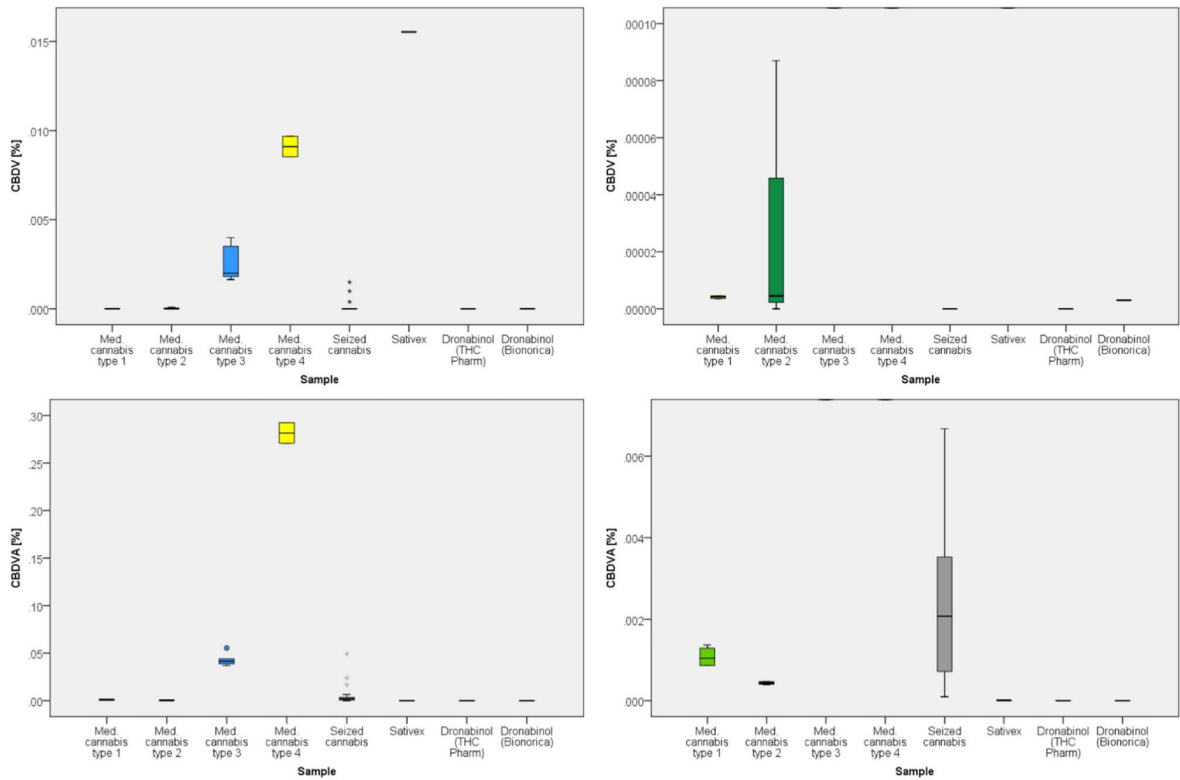 .015
.010
.005
.000
CBDV [%]
Med. Med. Med. Med. Seized Sativex Dronabinol Dronabinol
cannabis cannabis cannabis cannabis cannabis (THC (Bionorica)
type 1 type 2 type 3 type 4 Pharm)
Sample
.00010
.00008
.00006
.00004
.00002
.00000
CBDV [%]
Med. Med. Med. Med. Seized Sativex Dronabinol Dronabinol
cannabis cannabis cannabis cannabis cannabis (THC (Bionorica)
type 1 type 2 type 3 type 4 Pharm)
Sample
.30
.25
.20
.15
.10
.05
.00
CBDVA [%]
Med. Med. Med. Med. Seized Sativex Dronabinol Dronabinol
cannabis cannabis cannabis cannabis cannabis (THC (Bionorica)
type 1 type 2 type 3 type 4 Pharm)
Sample
.006
.004
.002
.000
CBDVA [%]
Med. Med. Med. Med. Seized Sativex Dronabinol Dronabinol
cannabis cannabis cannabis cannabis cannabis (THC (Bionorica)
type 1 type 2 type 3 type 4 Pharm)
Sample